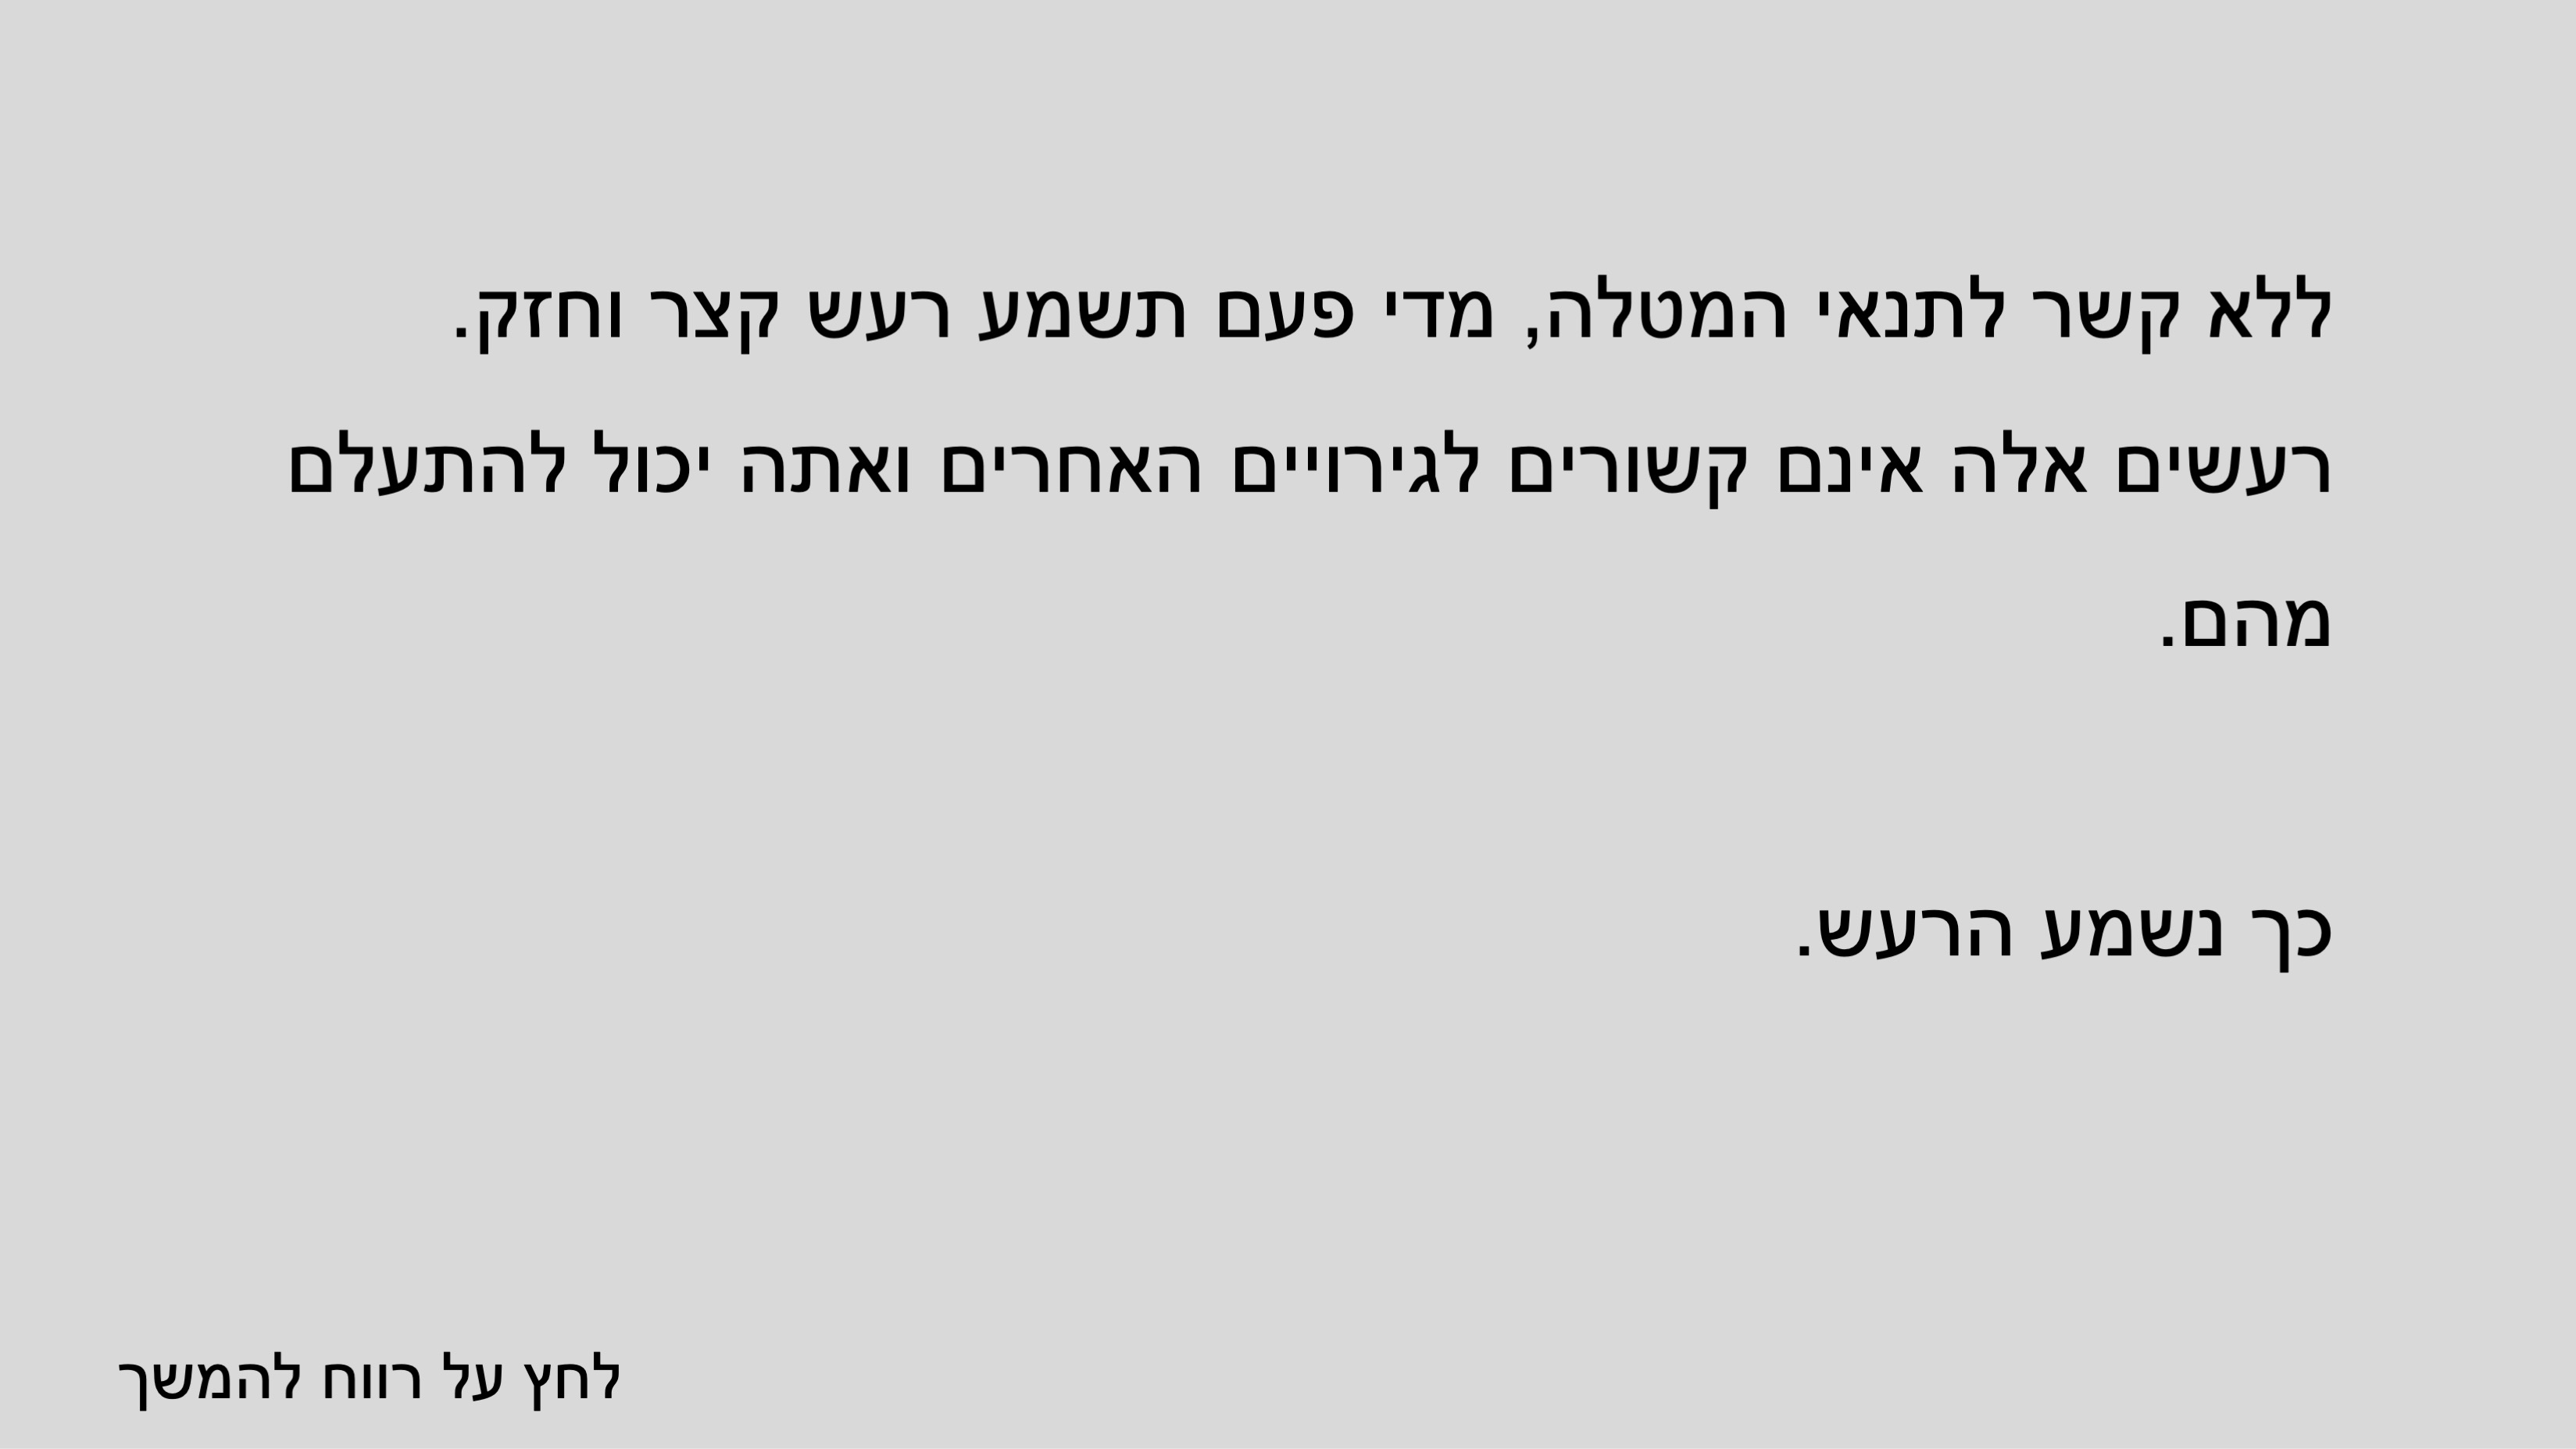 ללא קשר לתנאי המטלה, מדי פעם תשמע רעש קצר וחזק.
רעשים אלה אינם קשורים לגירויים האחרים ואתה יכול להתעלם
מהם.
כך נשמע הרעש.
לחץ על רווח להמשך